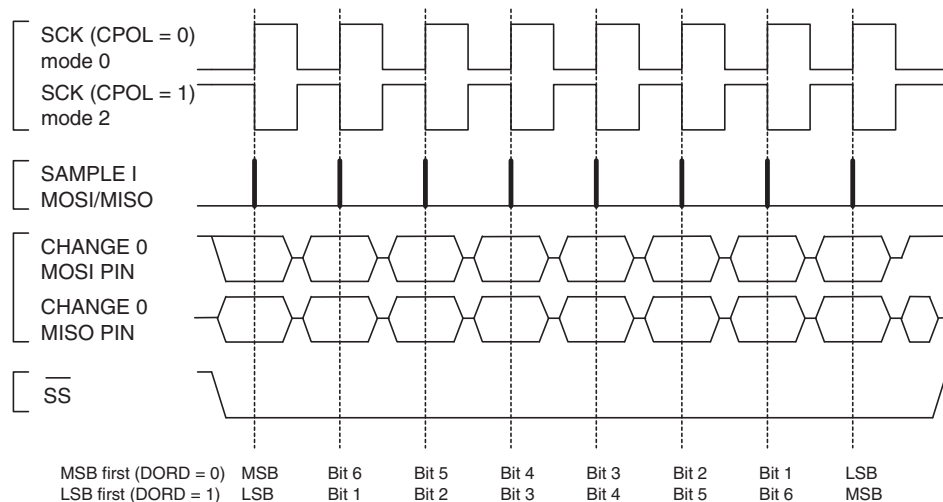 SCK (CPOL = 0)
mode 0
SCK (CPOL = 1)
mode 2
SAMPLE I
MOSI/MISO
CHANGE 0
MOSI PIN
CHANGE 0
MISO PIN
SS
MSB first (DORD = 0) MSB Bit 6 Bit 5 Bit 4 Bit 3 Bit 2 Bit 1 LSB
LSB first (DORD = 1) LSB Bit 1 Bit 2 Bit 3 Bit 4 Bit 5 Bit 6 MSB